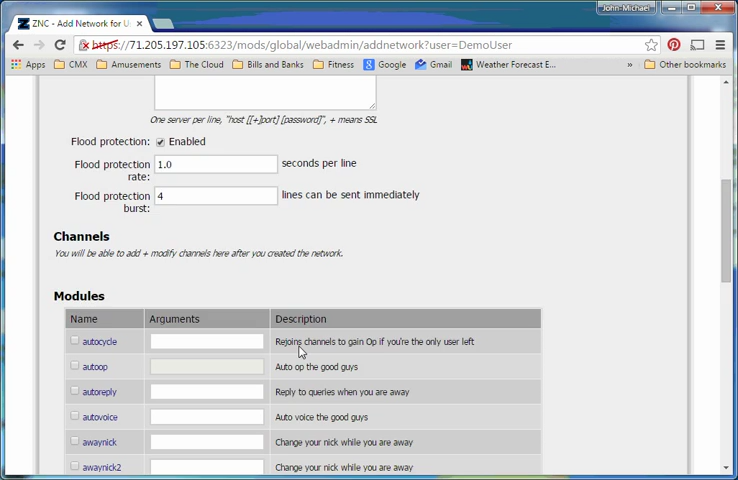 John-Michael
ZNC - Add Network for U
https://71.205.197.105:6323/mods/global/webadmin/addnetwork?user=DemoUser
Apps CMX Amusements The Cloud Bills and Banks Fitness Google Gmail Weather Forecast E... » Other bookmarks
One server per line, "host [[+]port] [password]", + means SSL
Flood protection: Enabled
Flood protection rate: 1.0 seconds per line
Flood protection burst: 4 lines can be sent immediately
Channels
You will be able to add + modify channels here after you created the network.
Modules
Name Arguments Description
autocycle Rejoins channels to gain Op if you're the only user left
autoop Auto op the good guys
autoreply Reply to queries when you are away
autovoice Auto voice the good guys
awaynick Change your nick while you are away
awaynick2 Change your nick while you are away